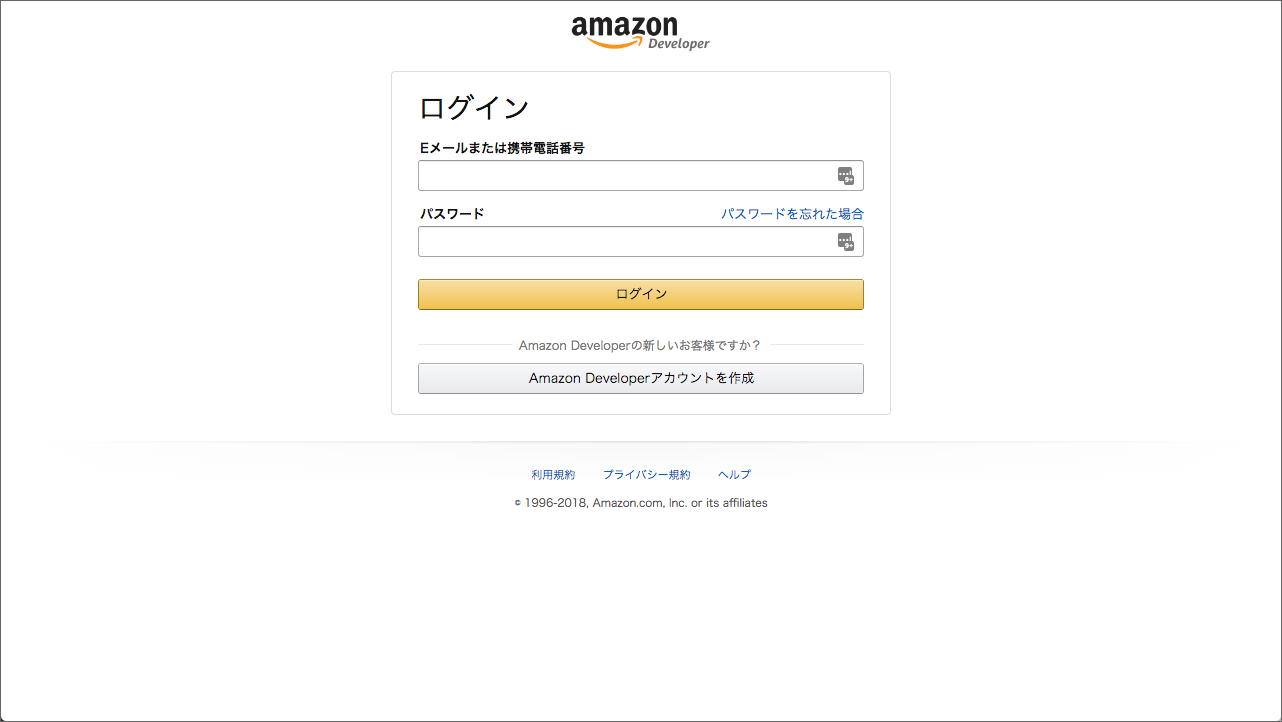 amazon
Developer
ログイン
Eメールまたは携帯電話番号
パスワード パスワードを忘れた場合
ログイン
Amazon Developerの新しいお客様ですか？
Amazon Developerアカウントを作成
利用規約 プライバシー規約 ヘルプ
© 1996-2018, Amazon.com, Inc. or its affiliates